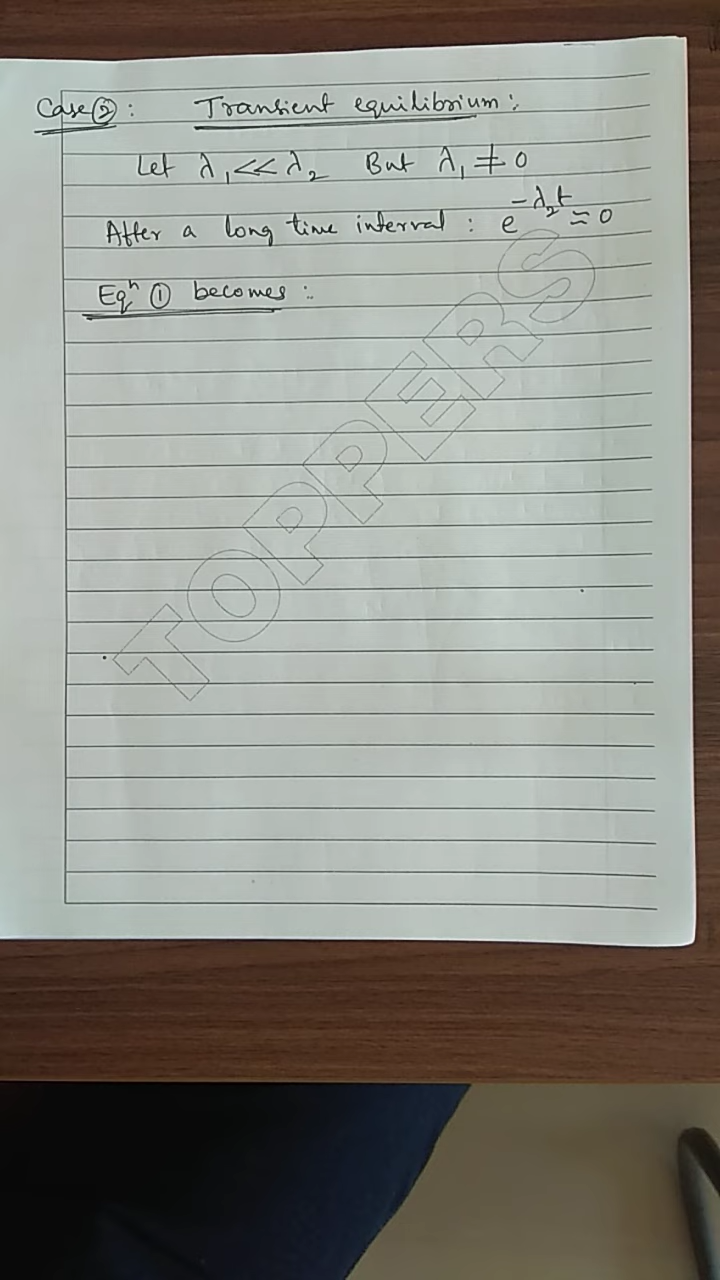 Case ②: Transient equilibrium:
Let λ₁ << λ₂ But λ₁ ≠ 0
After a long time interval : e^{-λ₂t} ≈ 0
Eqⁿ ① becomes :
TOPPERS